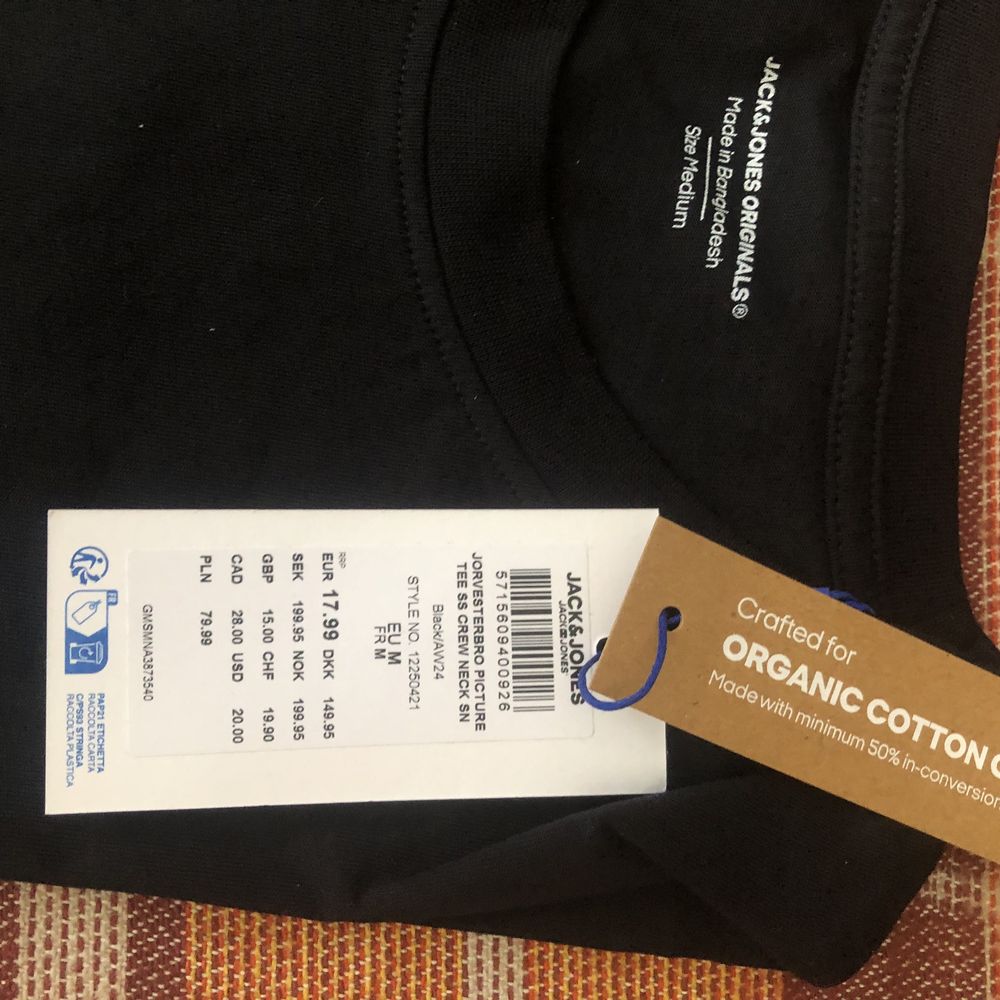 JACK&JONES ORIGINALS®
Made in Bangladesh
Size Medium
JACK&JONES
JACK&JONES
5715609400926
JORVESTERBRO PICTURE
TEE SS CREW NECK SN
Black/AW24
STYLE NO. 12250421
EU M
FR M
RRP
EUR 17.99 DKK 149.95
SEK 199.95 NOK 199.95
GBP 15.00 CHF 19.90
CAD 28.00 USD 20.00
PLN 79.99
GMSMNA3873540
FR
PAP21 ETICHETTA
RACCOLTA CARTA
C/PS93 STRINGA
RACCOLTA PLASTICA
Crafted for
ORGANIC COTTON
Made with minimum 50% in-conversion